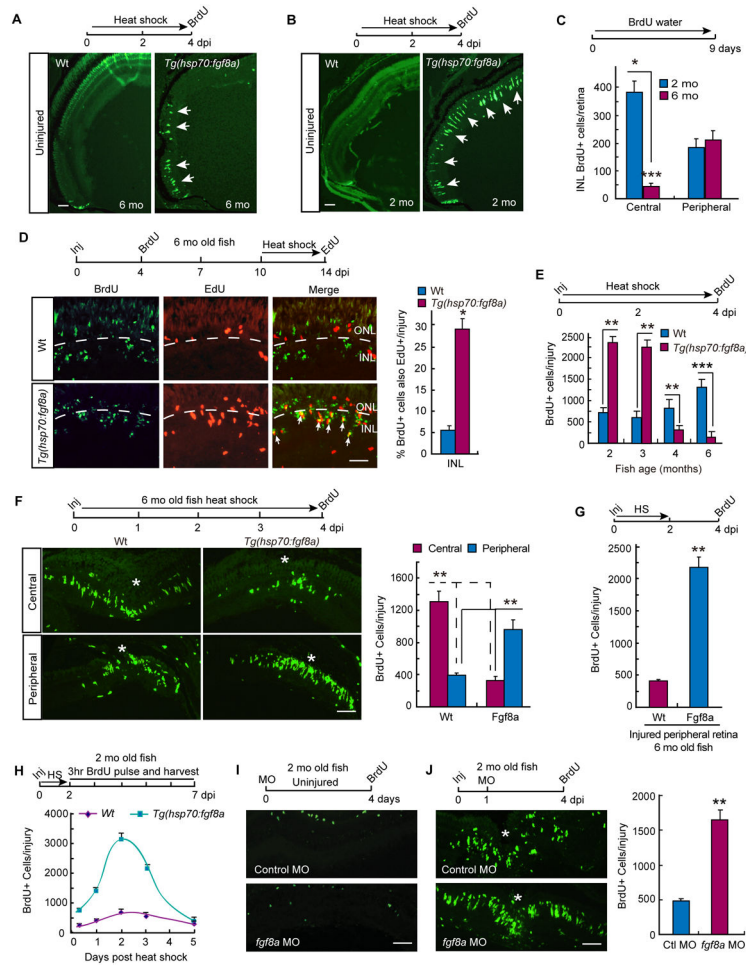 A
Heat shock
BrdU
0 2 4 dpi
Wt
Tg(hsp70:fgf8a)
Uninjured
6 mo
6 mo
B
Heat shock
BrdU
0 2 4 dpi
Wt
Tg(hsp70:fgf8a)
Uninjured
2 mo
2 mo
C
BrdU water
0 9 days
INL BrdU+ cells/retina
500
400
300
200
100
0
*
***
2 mo
6 mo
Central Peripheral
D
Inj BrdU 6 mo old fish Heat shock EdU
0 4 7 10 14 dpi
BrdU EdU Merge
Wt
ONL
INL
Tg(hsp70:fgf8a)
ONL
INL
Wt
Tg(hsp70:fgf8a)
% BrdU+ cells also EdU+/injury
35
30
25
20
15
10
5
0
*
INL
E
Inj Heat shock BrdU
0 2 4 dpi
Wt
Tg(hsp70:fgf8a)
BrdU+ cells/injury
2500
2000
1500
1000
500
0
** ** ** ***
2 3 4 6
Fish age (months)
F
Inj 6 mo old fish heat shock BrdU
0 1 2 3 4 dpi
Wt Tg(hsp70:fgf8a)
Central
* *
Peripheral
* *
Central Peripheral
BrdU+ Cells/injury
1600
1200
800
400
0
** **
Wt Fgf8a
G
Inj HS BrdU
0 2 4 dpi
BrdU+ Cells/injury
2500
2000
1500
1000
500
0
**
Wt Fgf8a
Injured peripheral retina
6 mo old fish
H
2 mo old fish
Inj HS 3hr BrdU pulse and harvest
0 2 7 dpi
Wt Tg(hsp70:fgf8a
BrdU+ Cells/injury
4000
3500
3000
2500
2000
1500
1000
500
0
0 1 2 3 5
Days post heat shock
I
2 mo old fish
MO Uninjured BrdU
0 4 days
Control MO
fgf8a MO
J
2 mo old fish
Inj MO BrdU
0 1 4 dpi
*
Control MO
*
fgf8a MO
BrdU+ Cells/injury
2000
1500
1000
500
0
**
Ctl MO fgf8a MO